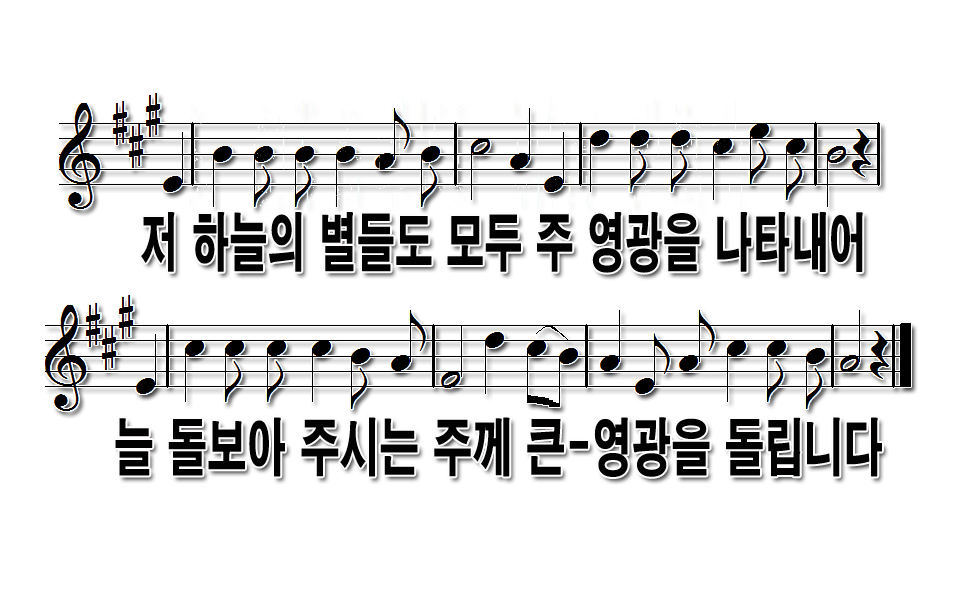 저 하늘의 별들도 모두 주 영광을 나타내어
늘 돌보아 주시는 주께 큰-영광을 돌립니다